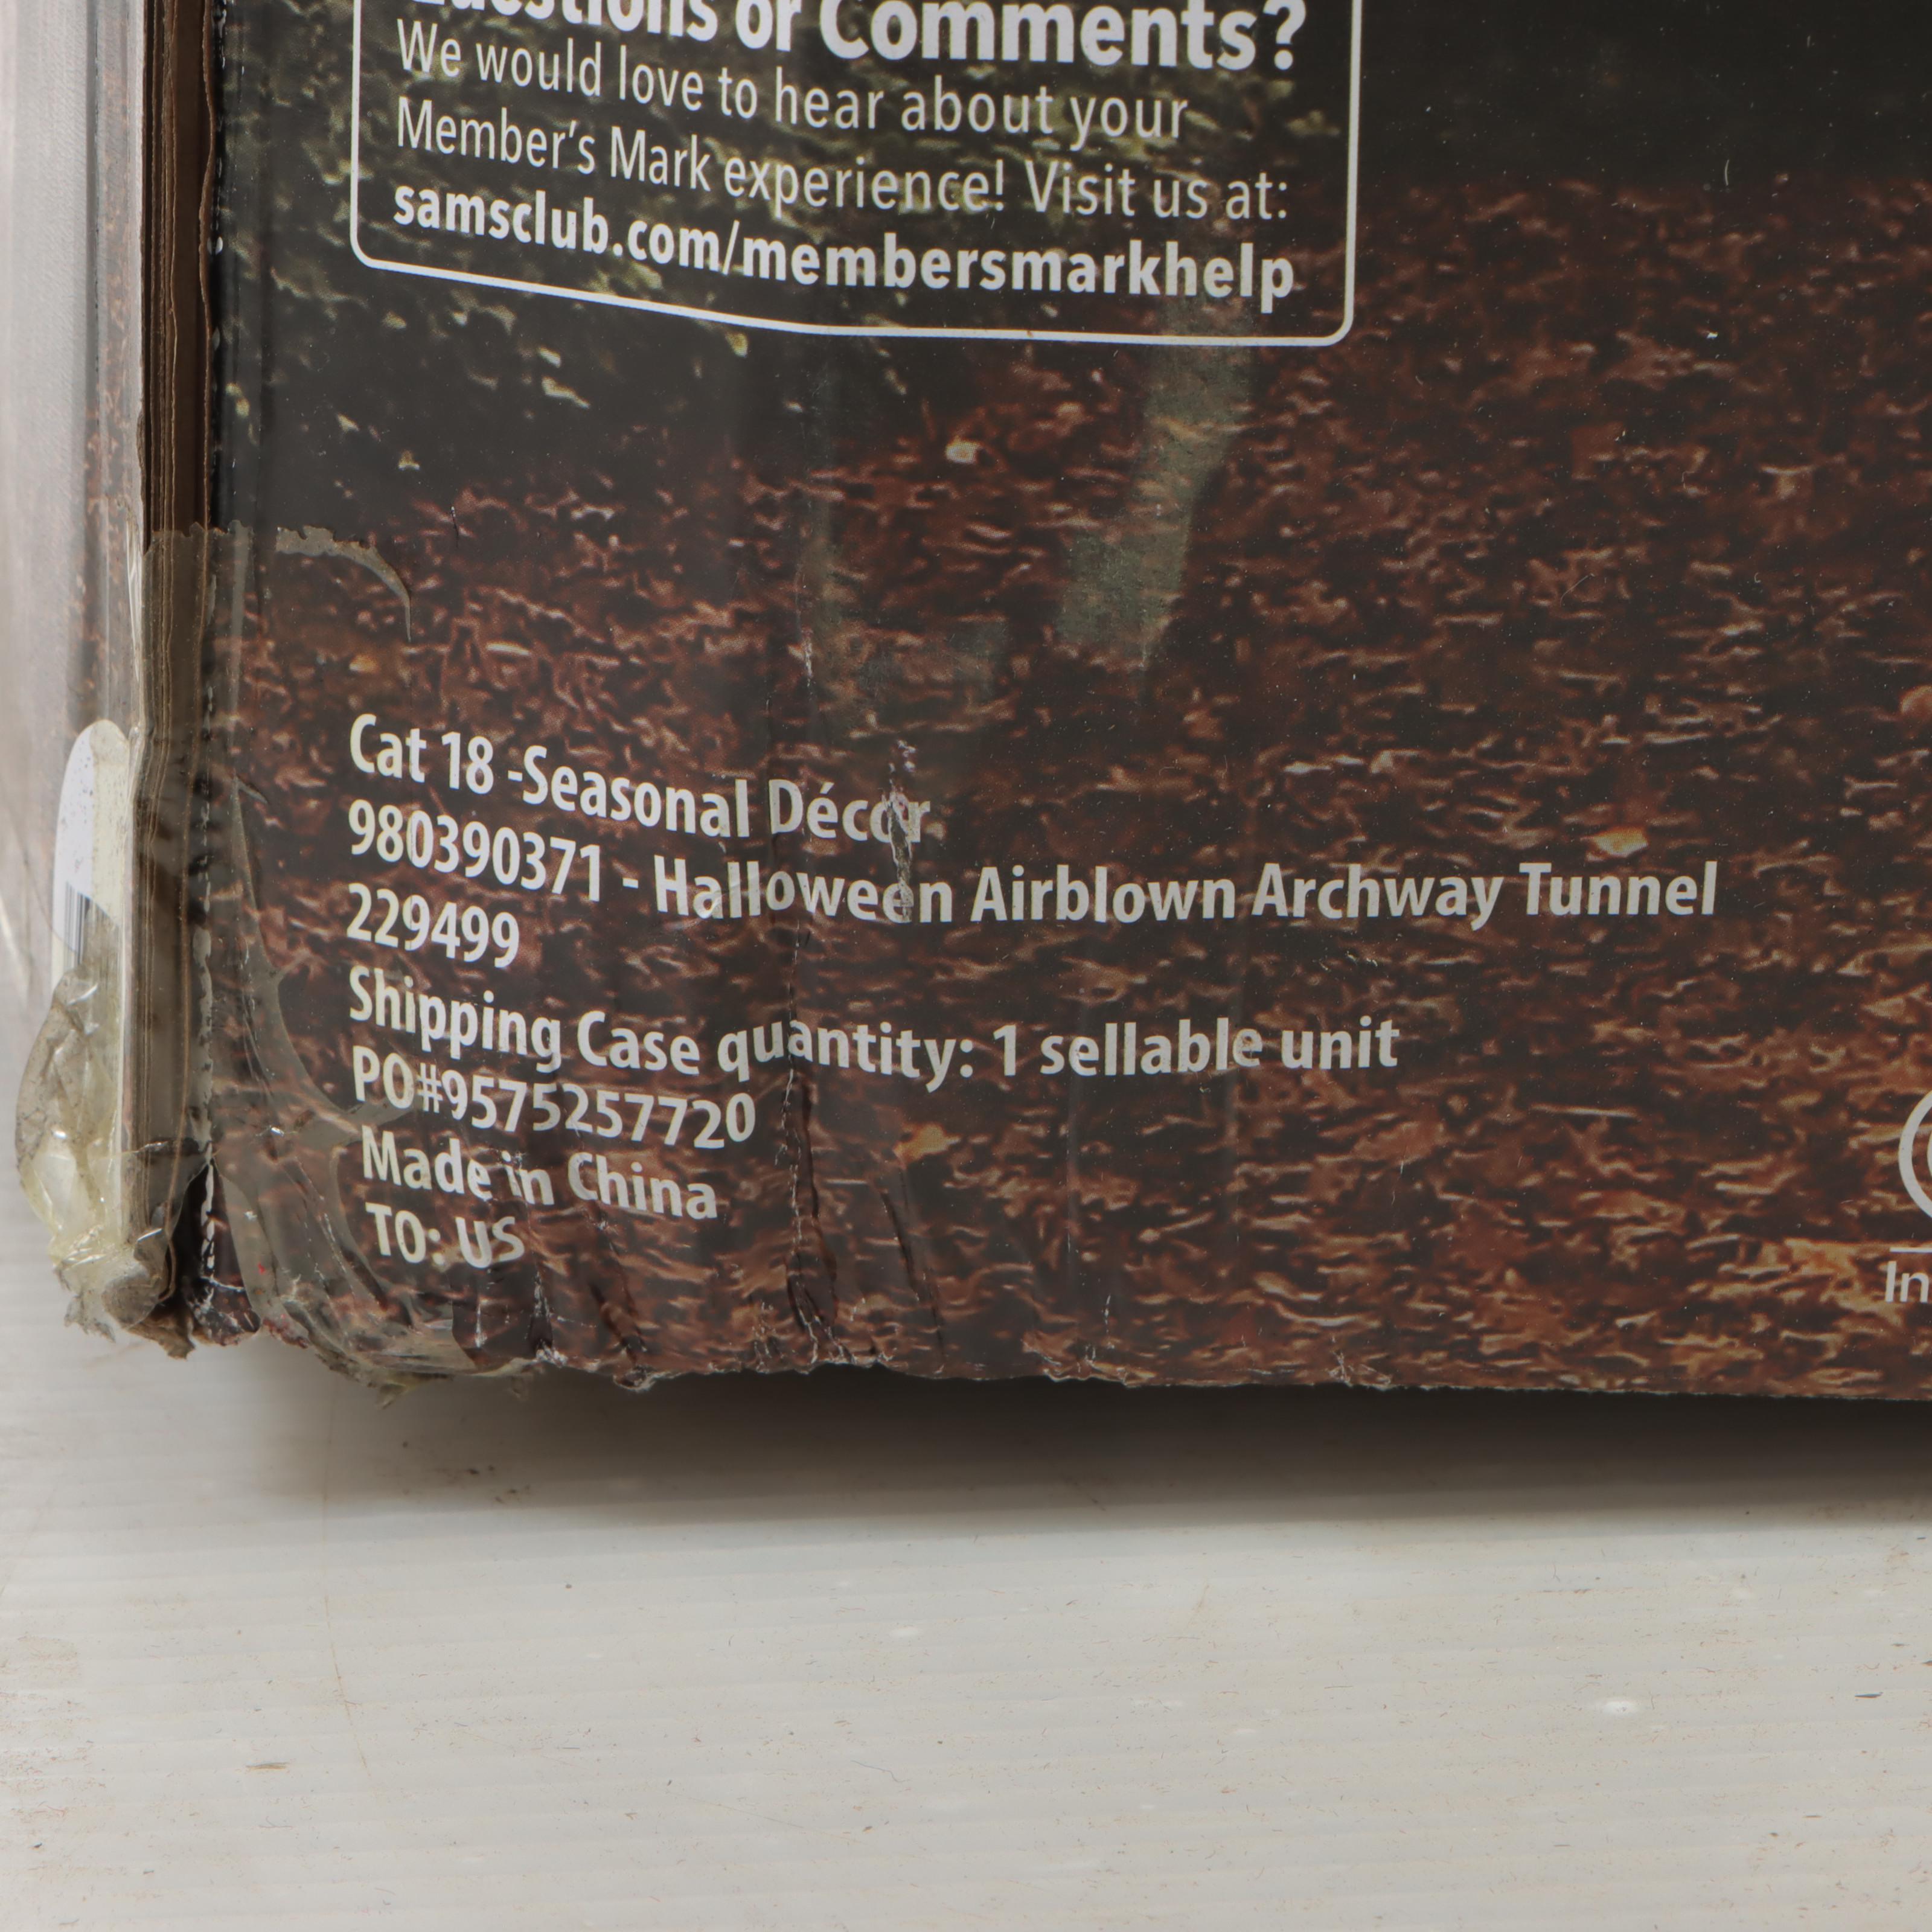 Questions or Comments?
We would love to hear about your
Member's Mark experience! Visit us at:
samsclub.com/membersmarkhelp
Cat 18 -Seasonal Décor
980390371 - Halloween Airblown Archway Tunnel
229499
Shipping Case quantity: 1 sellable unit
PO#9575257720
Made in China
TO: US
In